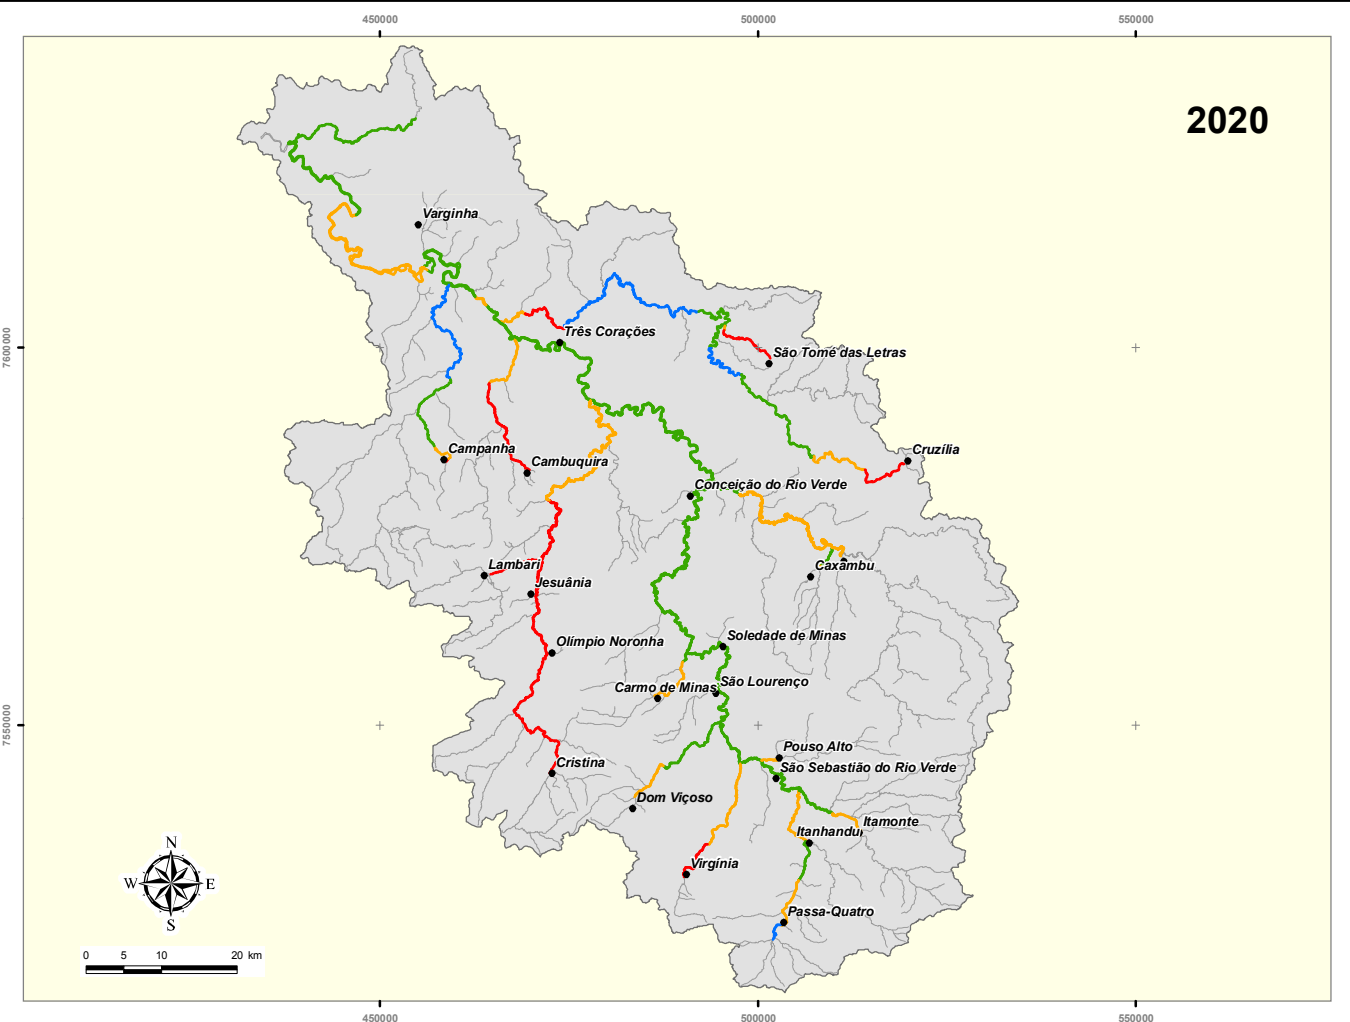 450000 500000 550000
2020
Varginha
Três Corações
7600000
São Tomé das Letras
Campanha
Cambuquira
Cruzília
Conceição do Rio Verde
Lambari
Caxambu
Jesuânia
Olímpio Noronha
Soledade de Minas
Carmo de Minas
São Lourenço
7550000
Pouso Alto
Cristina
São Sebastião do Rio Verde
Dom Viçoso
Itamonte
Itanhandu
Virgínia
Passa-Quatro
N
W E
S
0 5 10 20 km
450000 500000 550000